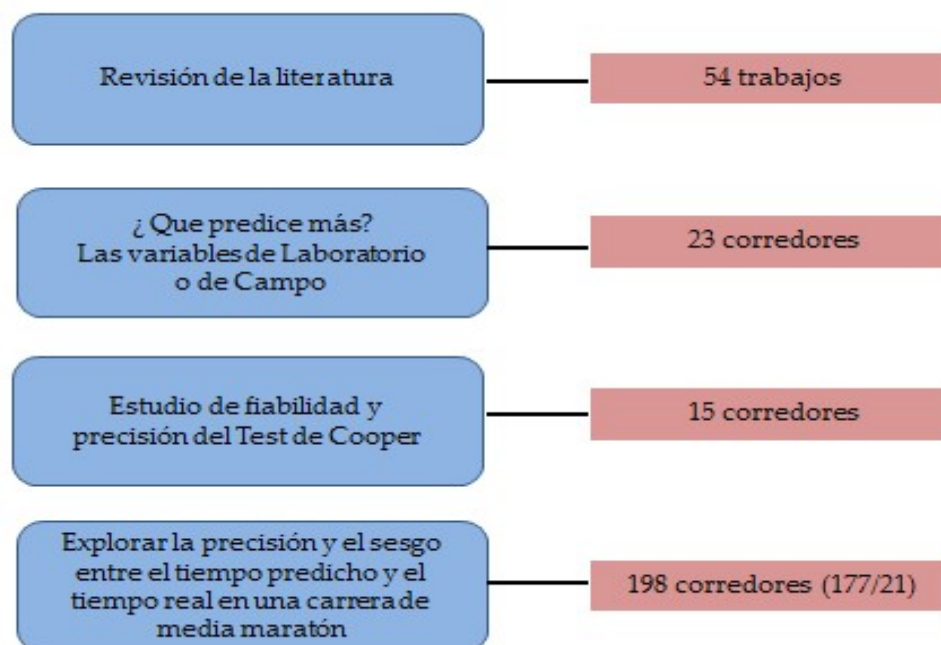 Revisión de la literatura
54 trabajos
¿ Que predice más?
Las variables de Laboratorio
o de Campo
23 corredores
Estudio de fiabilidad y
precisión del Test de Cooper
15 corredores
Explorar la precisión y el sesgo
entre el tiempo predicho y el
tiempo real en una carrera de
media maratón
198 corredores (177/21)